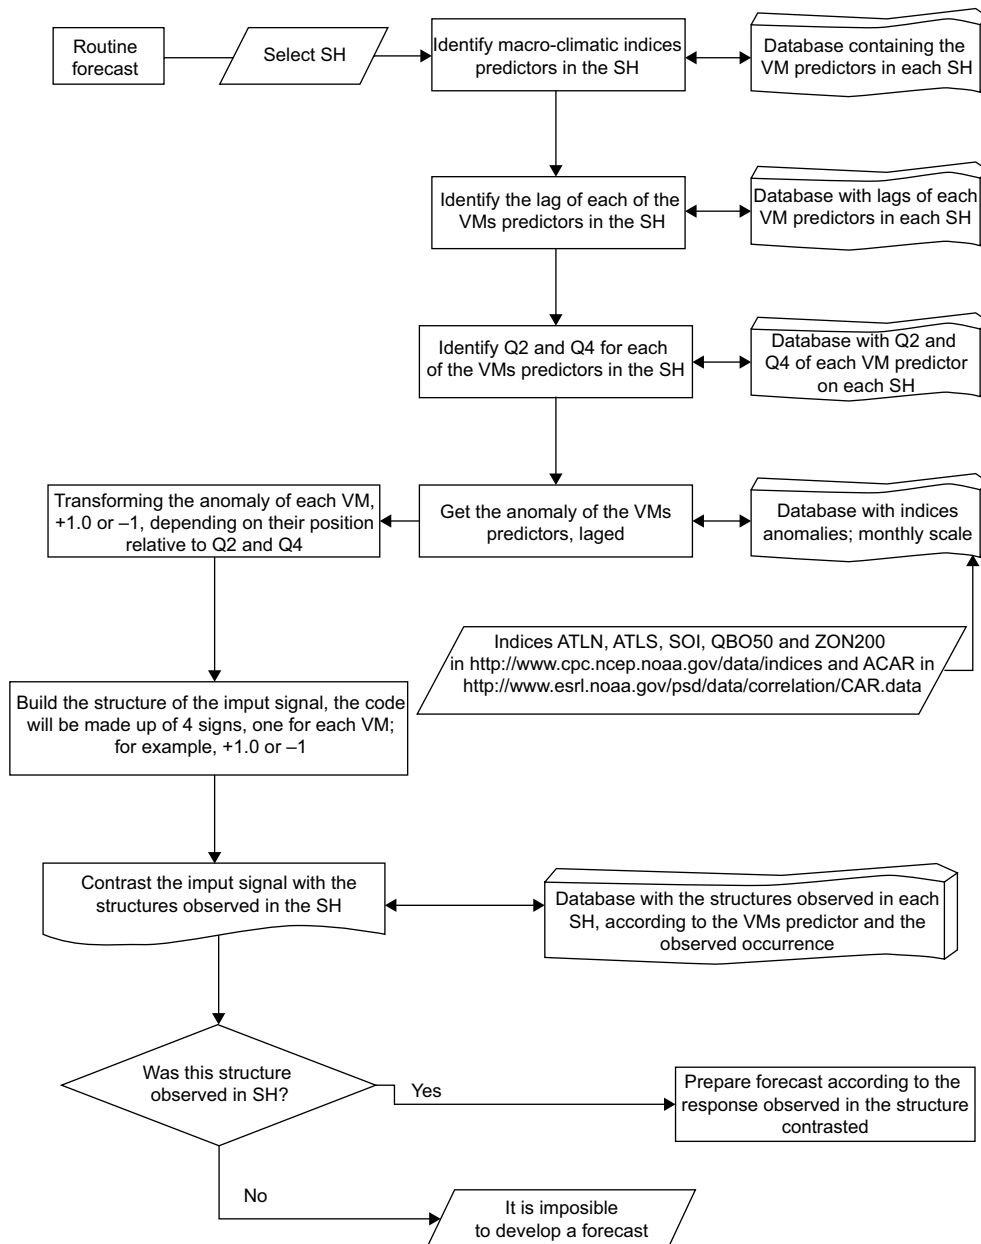 Routine
forecast
Select SH
Identify macro-climatic indices
predictors in the SH
Database containing the
VM predictors in each SH
Identify the lag of each of the
VMs predictors in the SH
Database with lags of each
VM predictors in each SH
Identify Q2 and Q4 for each
of the VMs predictors in the SH
Database with Q2 and
Q4 of each VM predictor
on each SH
Transforming the anomaly of each VM,
+1.0 or –1, depending on their position
relative to Q2 and Q4
Get the anomaly of the VMs
predictors, laged
Database with indices
anomalies; monthly scale
Indices ATLN, ATLS, SOI, QBO50 and ZON200
in http://www.cpc.ncep.noaa.gov/data/indices and ACAR in
http://www.esrl.noaa.gov/psd/data/correlation/CAR.data
Build the structure of the imput signal, the code
will be made up of 4 signs, one for each VM;
for example, +1.0 or –1
Contrast the imput signal with the
structures observed in the SH
Database with the structures observed in each
SH, according to the VMs predictor and the
observed occurrence
Was this structure
observed in SH?
Yes
Prepare forecast according to the
response observed in the structure
contrasted
No
It is imposible
to develop a forecast